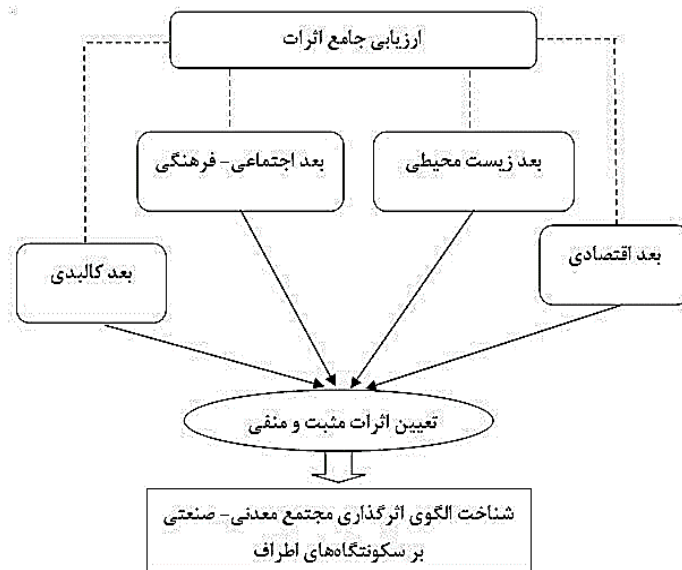 ارزیابی جامع اثرات
بعد زیست محیطی
بعد اجتماعی- فرهنگی
بعد اقتصادی
بعد کالبدی
تعیین اثرات مثبت و منفی
شناخت الگوی اثرگذاری مجتمع معدنی- صنعتی
بر سکونتگاه‌های اطراف